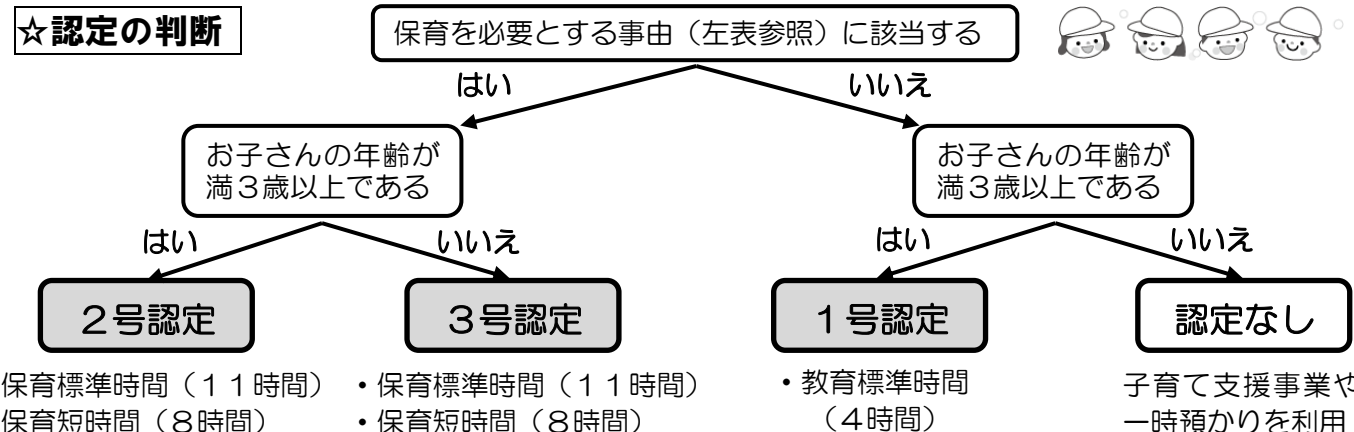 ☆認定の判断
保育を必要とする事由（左表参照）に該当する
はい
いいえ
お子さんの年齢が
満３歳以上である
お子さんの年齢が
満３歳以上である
はい
いいえ
はい
いいえ
２号認定
３号認定
１号認定
認定なし
保育標準時間（１１時間）
保育短時間（８時間）
・保育標準時間（１１時間）
・保育短時間（８時間）
・教育標準時間
（４時間）
子育て支援事業や
一時預かりを利用